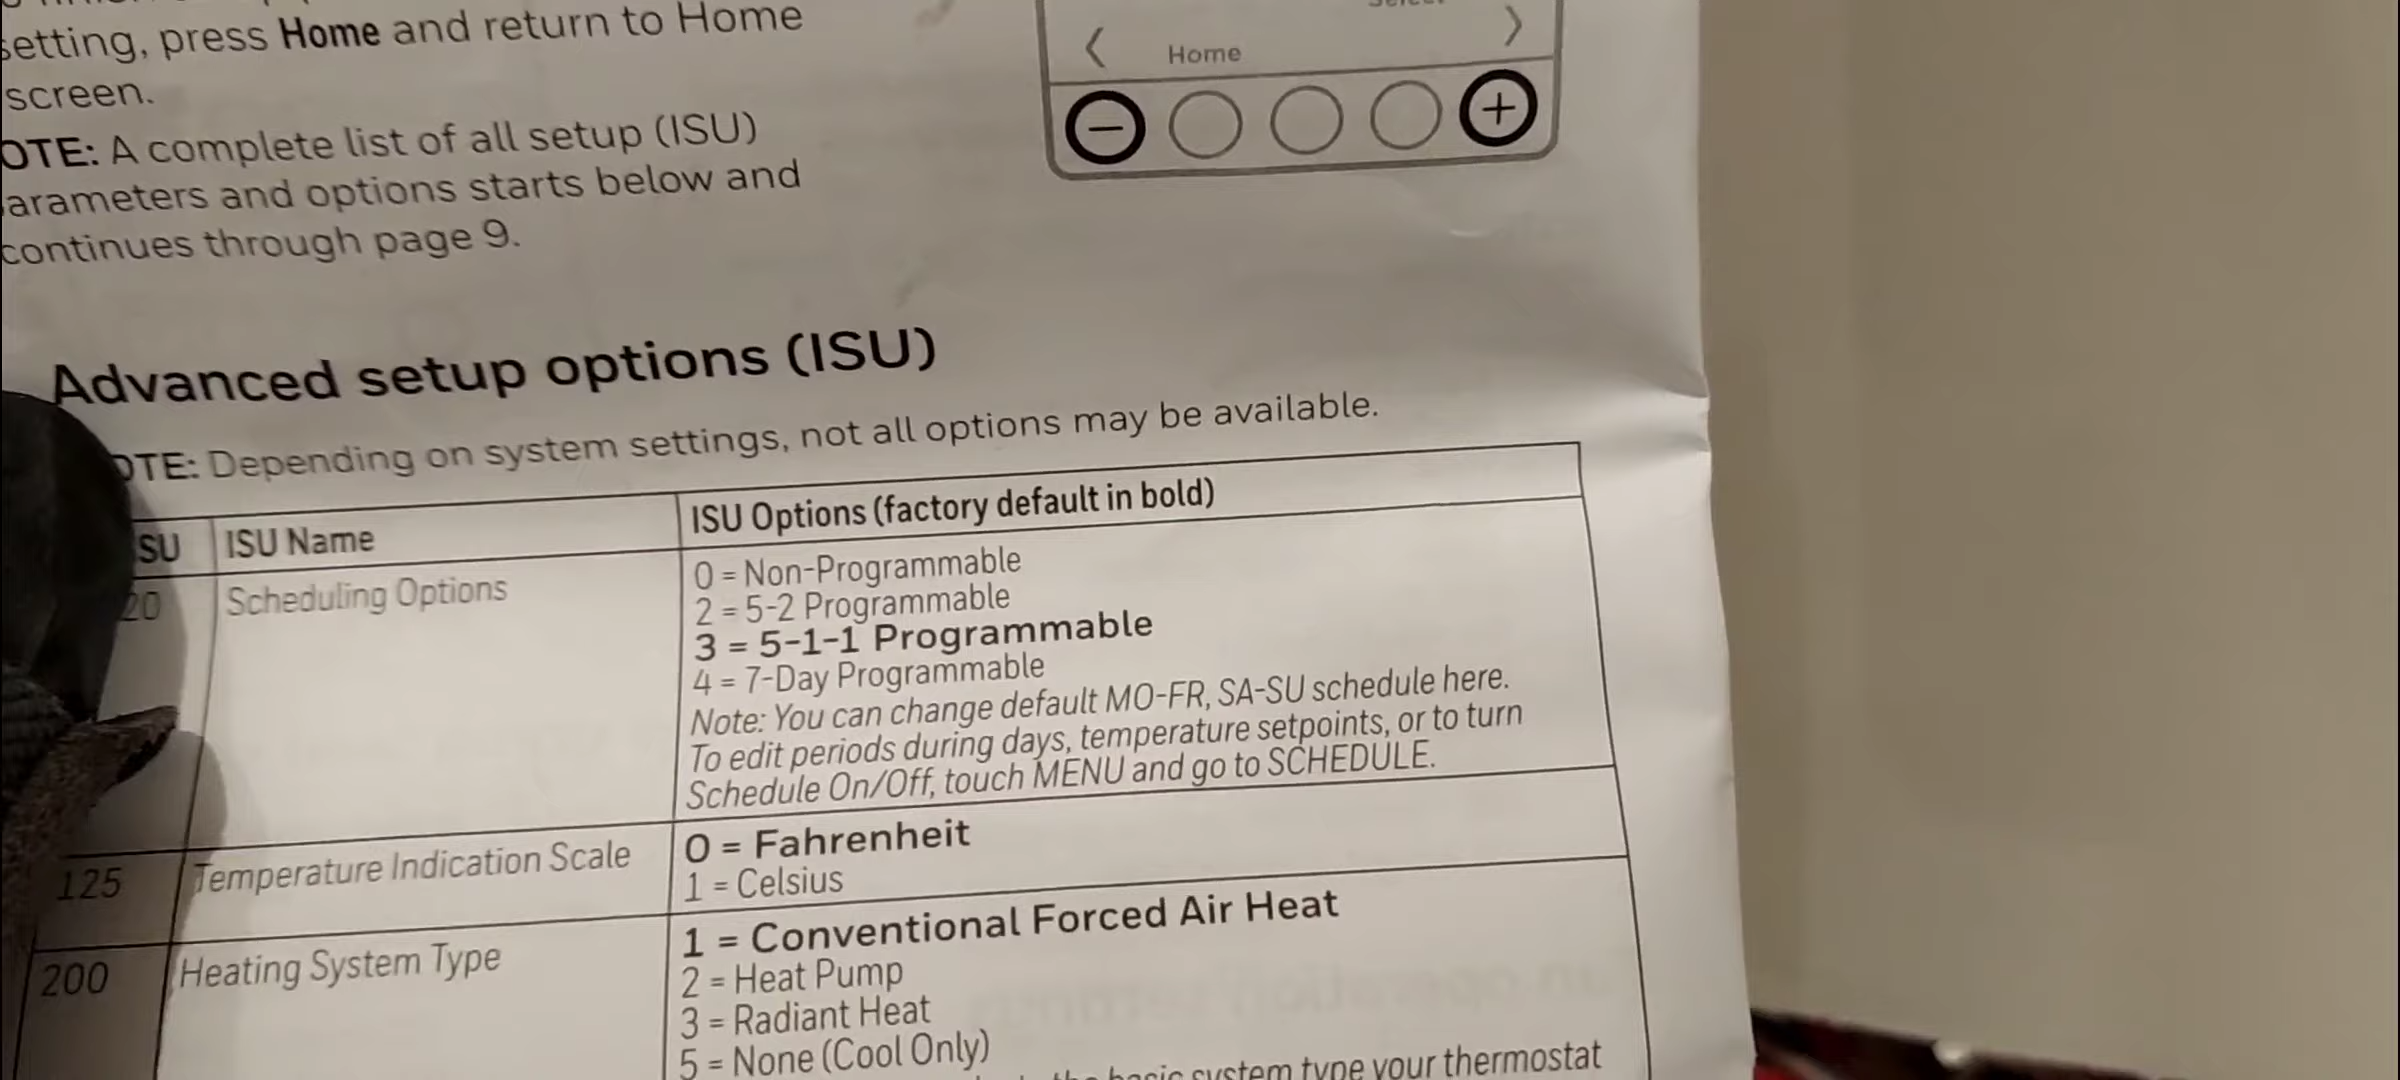 setting, press Home and return to Home
screen.
OTE: A complete list of all setup (ISU)
arameters and options starts below and
continues through page 9.
Home
Advanced setup options (ISU)
OTE: Depending on system settings, not all options may be available.
SU ISU Name ISU Options (factory default in bold)
20 Scheduling Options
0 = Non-Programmable
2 = 5-2 Programmable
3 = 5-1-1 Programmable
4 = 7-Day Programmable
Note: You can change default MO-FR, SA-SU schedule here.
To edit periods during days, temperature setpoints, or to turn
Schedule On/Off, touch MENU and go to SCHEDULE.
125 Temperature Indication Scale
0 = Fahrenheit
1 = Celsius
200 Heating System Type
1 = Conventional Forced Air Heat
2 = Heat Pump
3 = Radiant Heat
5 = None (Cool Only)
basic system type your thermostat